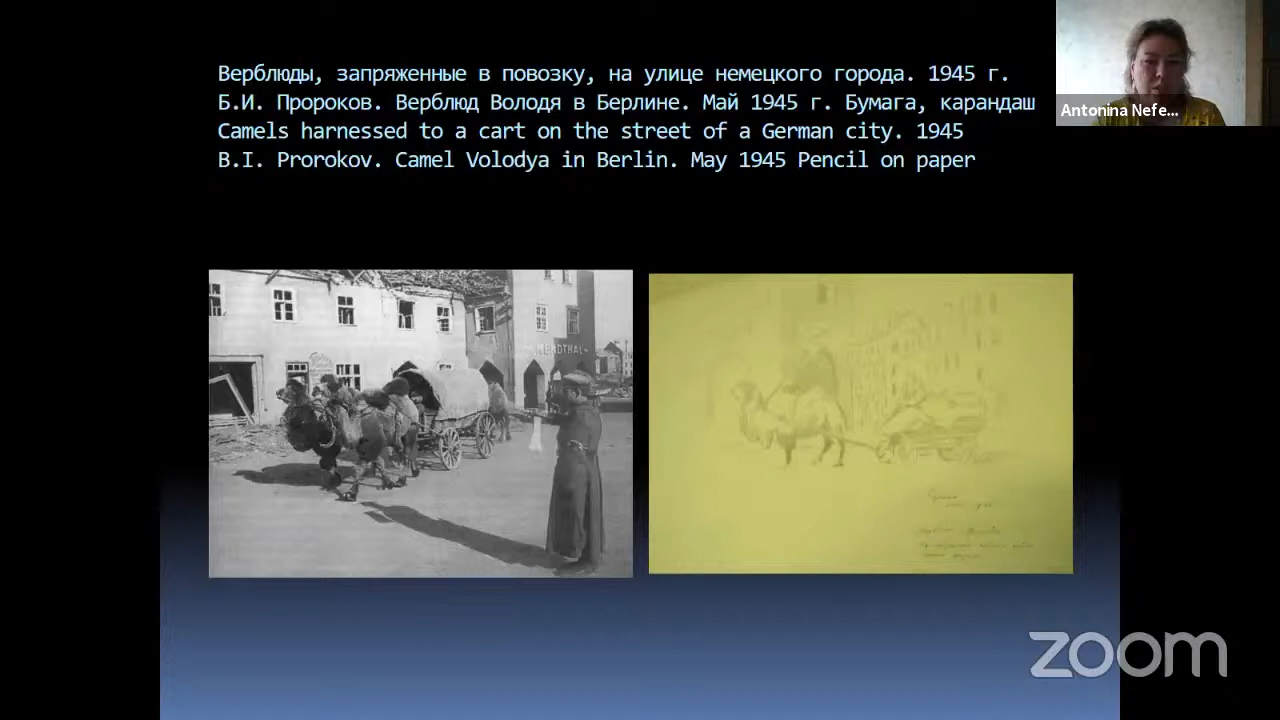 Верблюды, запряженные в повозку, на улице немецкого города. 1945 г.
Б.И. Пророков. Верблюд Володя в Берлине. Май 1945 г. Бумага, карандаш
Camels harnessed to a cart on the street of a German city. 1945
B.I. Prorokov. Camel Volodya in Berlin. May 1945 Pencil on paper
Antonina Nefe...
MENDTHAL
zoom